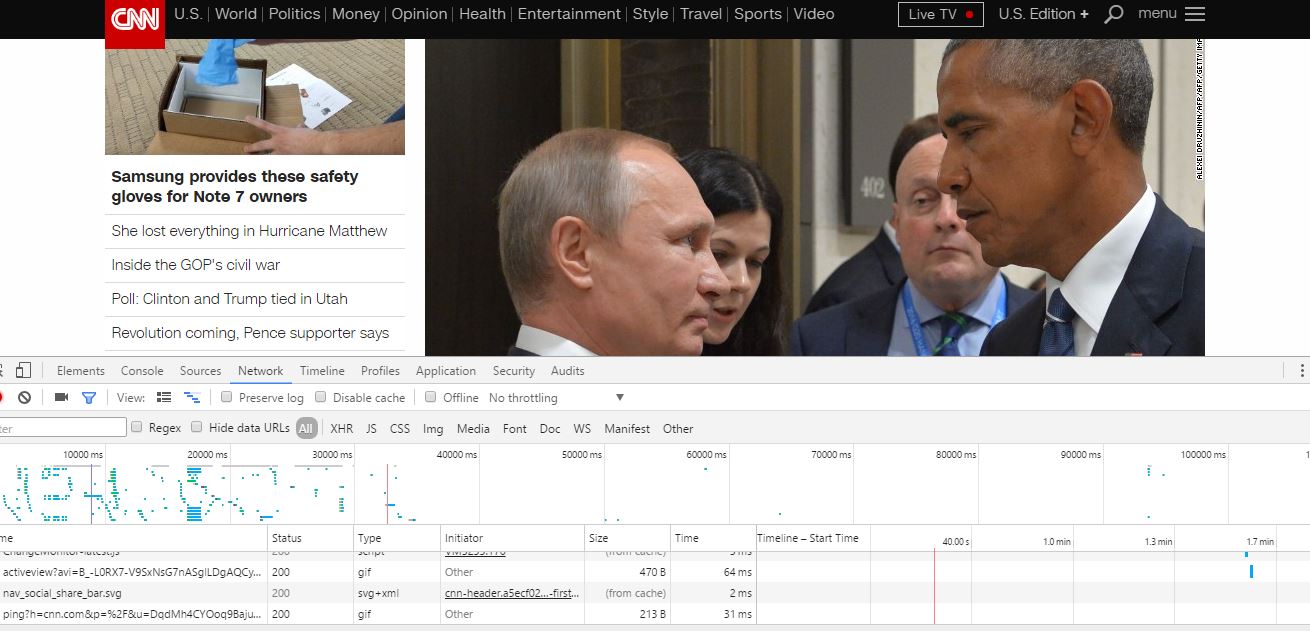 CNN U.S. World Politics Money Opinion Health Entertainment Style Travel Sports Video Live TV U.S. Edition + menu
402
ALEXEI DRUZHININ/AFP/AFP/GETTY IMA
Samsung provides these safety
gloves for Note 7 owners
She lost everything in Hurricane Matthew
Inside the GOP's civil war
Poll: Clinton and Trump tied in Utah
Revolution coming, Pence supporter says
Elements Console Sources Network Timeline Profiles Application Security Audits
View: Preserve log Disable cache Offline No throttling
Regex Hide data URLs All XHR JS CSS Img Media Font Doc WS Manifest Other
10000 ms 20000 ms 30000 ms 40000 ms 50000 ms 60000 ms 70000 ms 80000 ms 90000 ms 100000 ms 1
me Status Type Initiator Size Time Timeline – Start Time 40.00 s 1.0 min 1.3 min 1.7 min
ChangeMonitor-latest.js 200 script (from cache) 3 ms
activeview?avi=B_-L0RX7-V9SxNsG7nASgILDgAQCy... 200 gif Other 470 B 64 ms
nav_social_share_bar.svg 200 svg+xml cnn-header.a5ecf02...-first... (from cache) 2 ms
ping?h=cnn.com&p=%2F&u=DqdMh4CYOoq9Baju... 200 gif Other 213 B 31 ms